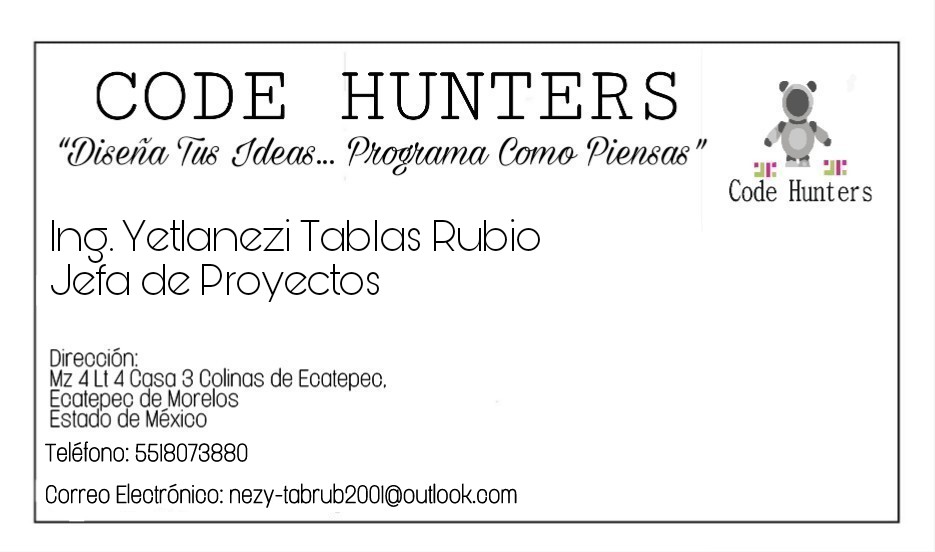 CODE HUNTERS
“Diseña Tus Ideas... Programa Como Piensas”
Code Hunters
Ing. Yetlanezi Tablas Rubio
Jefa de Proyectos
Dirección:
Mz 4 Lt 4 Casa 3 Colinas de Ecatepec,
Ecatepec de Morelos
Estado de México
Teléfono: 5518073880
Correo Electrónico: nezy-tabrub2001@outlook.com